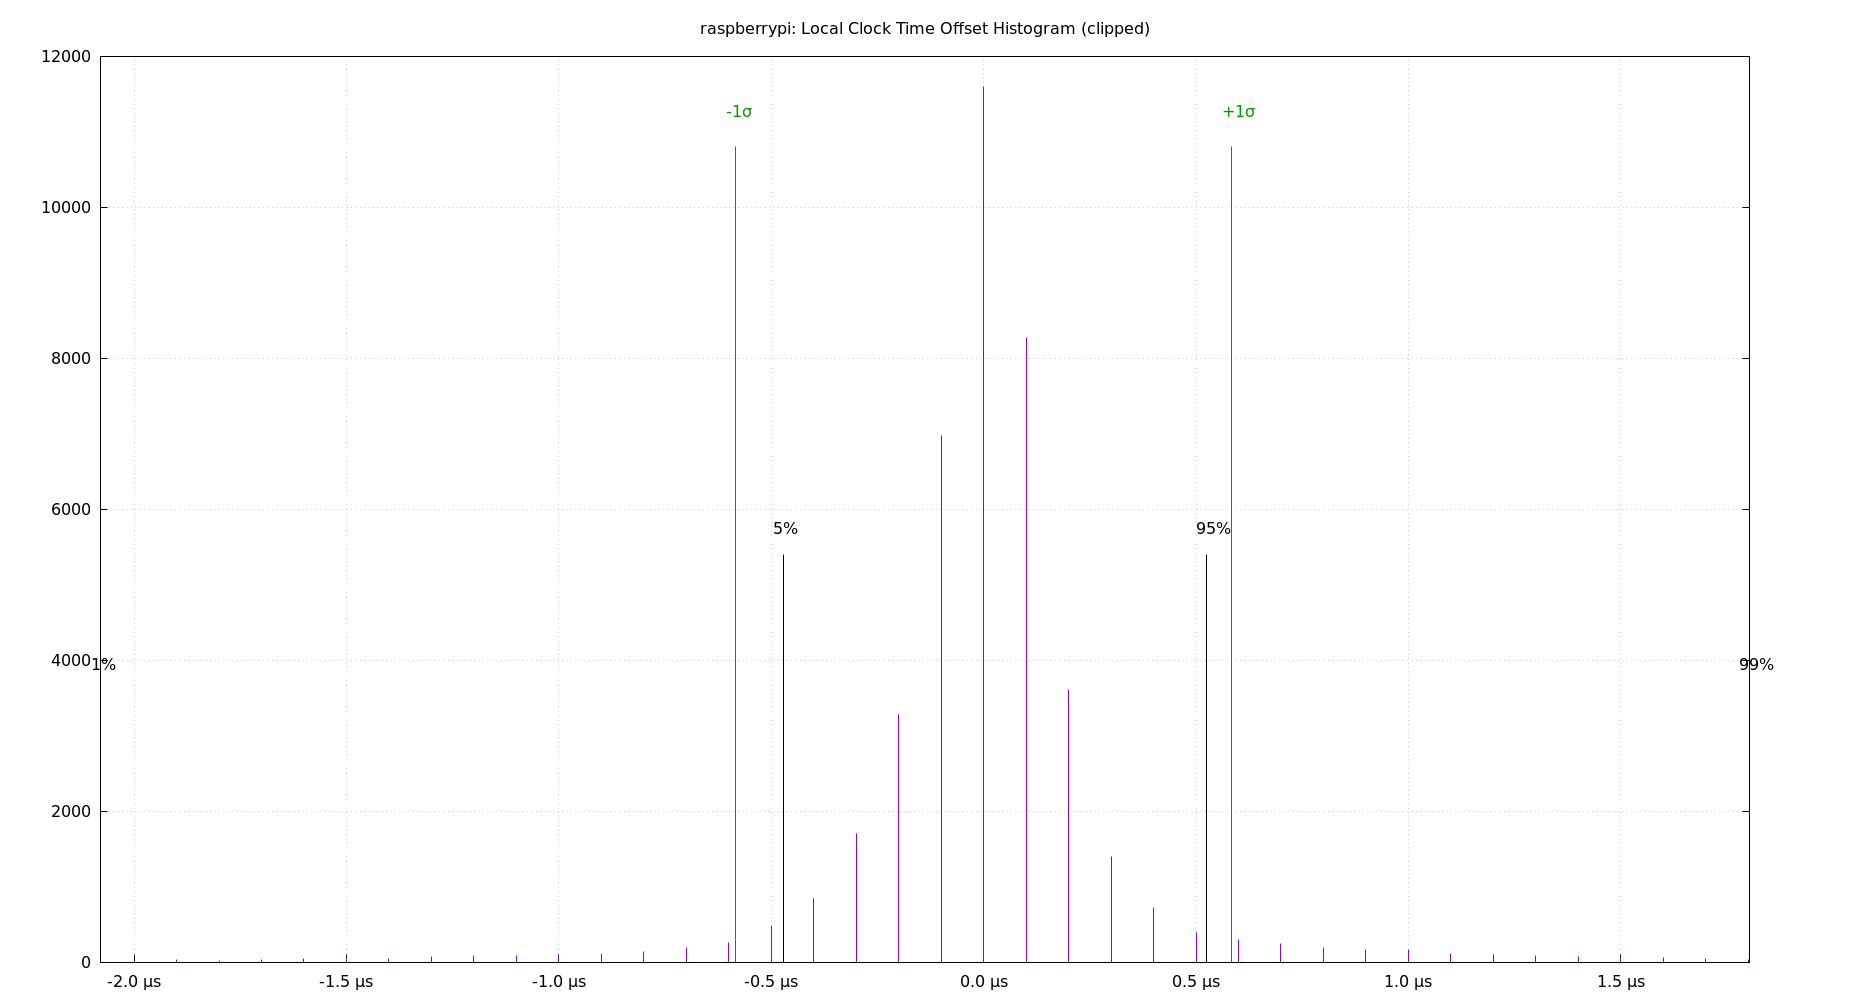 raspberrypi: Local Clock Time Offset Histogram (clipped)
12000
-1σ
+1σ
10000
8000
6000
5%
95%
4000
1%
99%
2000
0
-2.0 µs
-1.5 µs
-1.0 µs
-0.5 µs
0.0 µs
0.5 µs
1.0 µs
1.5 µs